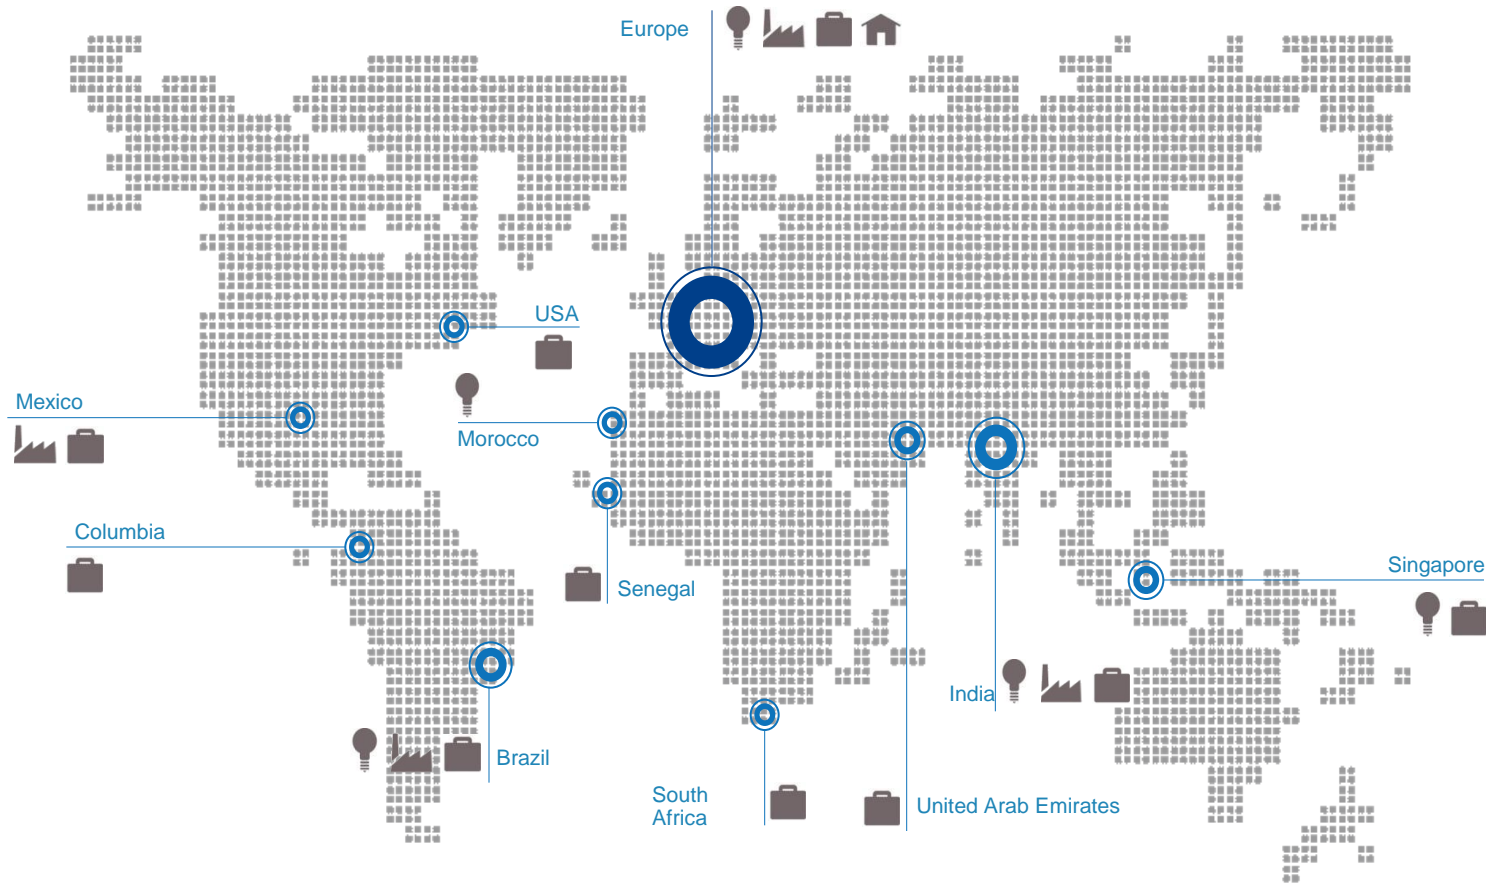 Europe
USA
Mexico
Morocco
Columbia
Singapore
Senegal
India
Brazil
South
Africa
United Arab Emirates